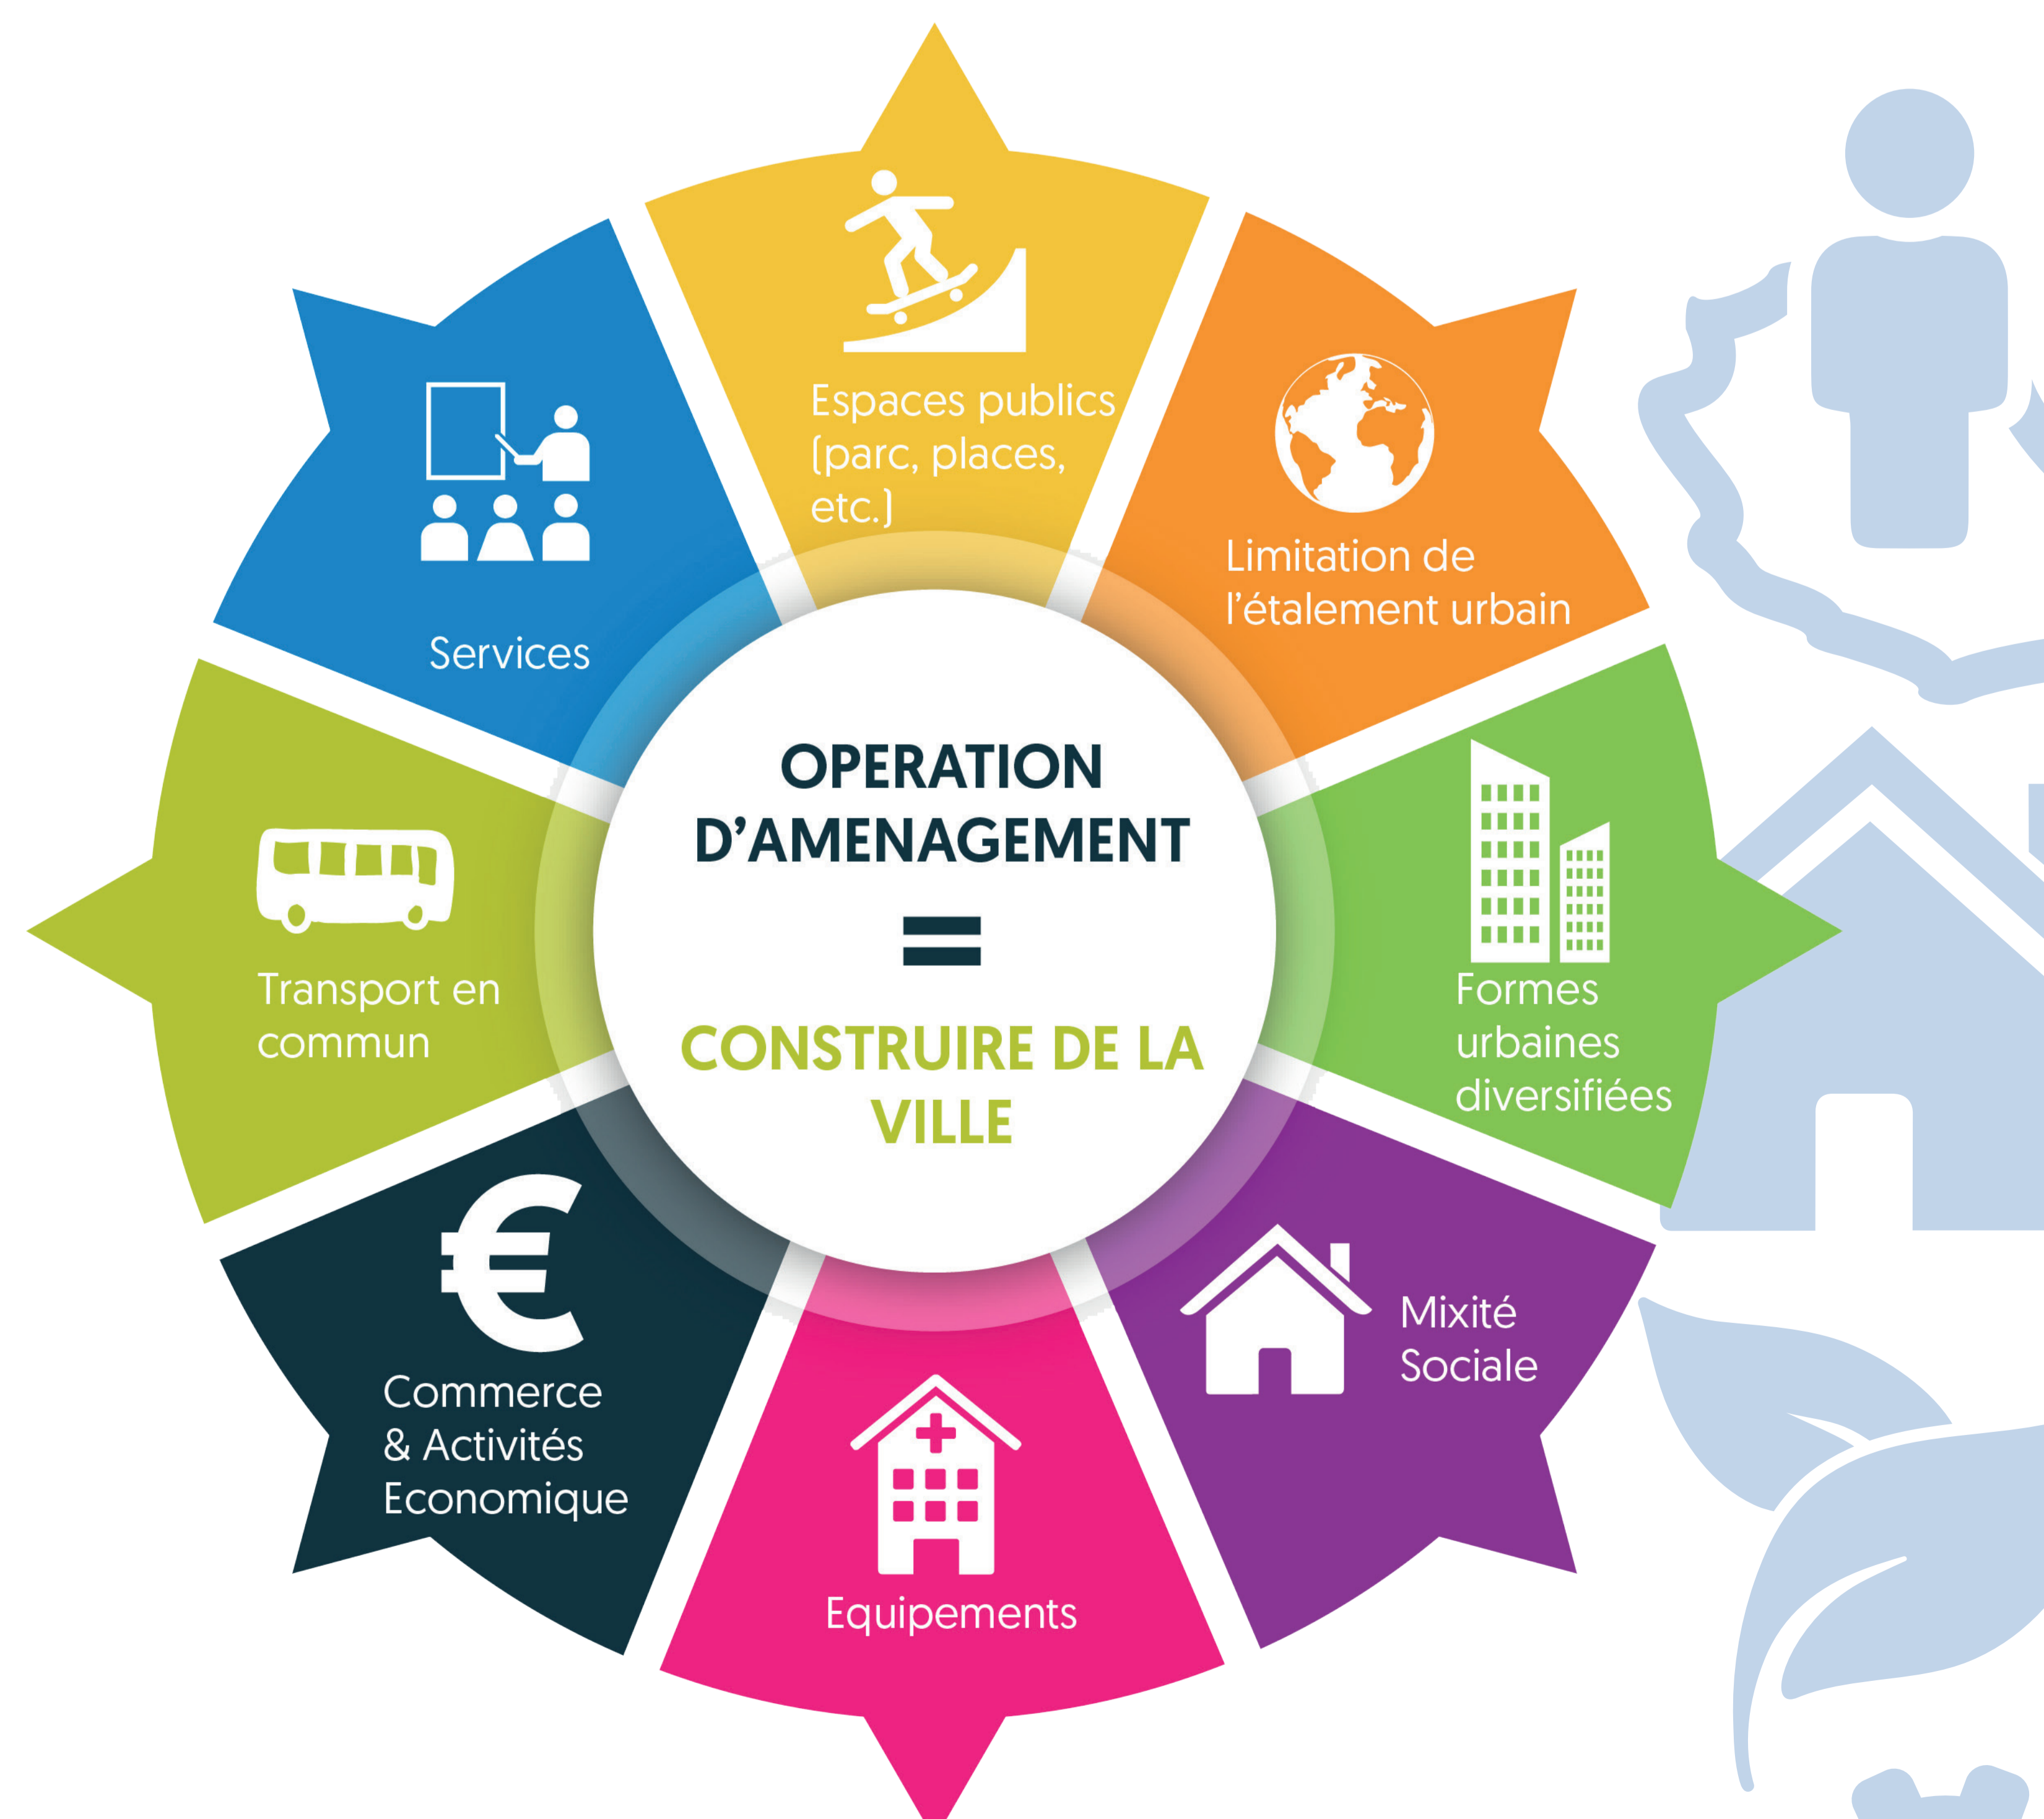 Espaces publics
(parc, places,
etc.)
Limitation de
l'étalement urbain
Services
OPERATION
D'AMENAGEMENT
=
CONSTRUIRE DE LA
VILLE
Formes
urbaines
diversifiées
Transport en
commun
Mixité
Sociale
€
Commerce
& Activités
Economique
Equipements